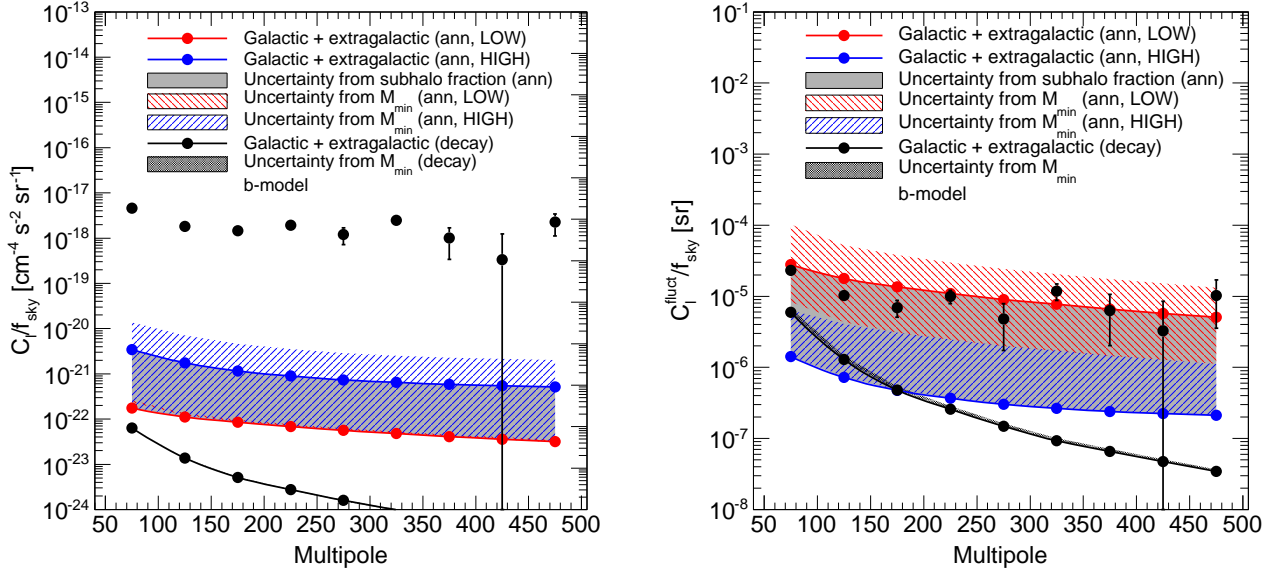 C_l/f_sky [cm^-4 s^-2 sr^-1]
10^-13
10^-14
10^-15
10^-16
10^-17
10^-18
10^-19
10^-20
10^-21
10^-22
10^-23
10^-24
Galactic + extragalactic (ann, LOW)
Galactic + extragalactic (ann, HIGH)
Uncertainty from subhalo fraction (ann)
Uncertainty from M_min (ann, LOW)
Uncertainty from M_min (ann, HIGH)
Galactic + extragalactic (decay)
Uncertainty from M_min (decay)
b-model
50 100 150 200 250 300 350 400 450 500
Multipole
C_l^fluct/f_sky [sr]
10^-1
10^-2
10^-3
10^-4
10^-5
10^-6
10^-7
10^-8
Galactic + extragalactic (ann, LOW)
Galactic + extragalactic (ann, HIGH)
Uncertainty from subhalo fraction (ann)
Uncertainty from M_min (ann, LOW)
Uncertainty from M_min (ann, HIGH)
Galactic + extragalactic (decay)
Uncertainty from M_min
b-model
50 100 150 200 250 300 350 400 450 500
Multipole